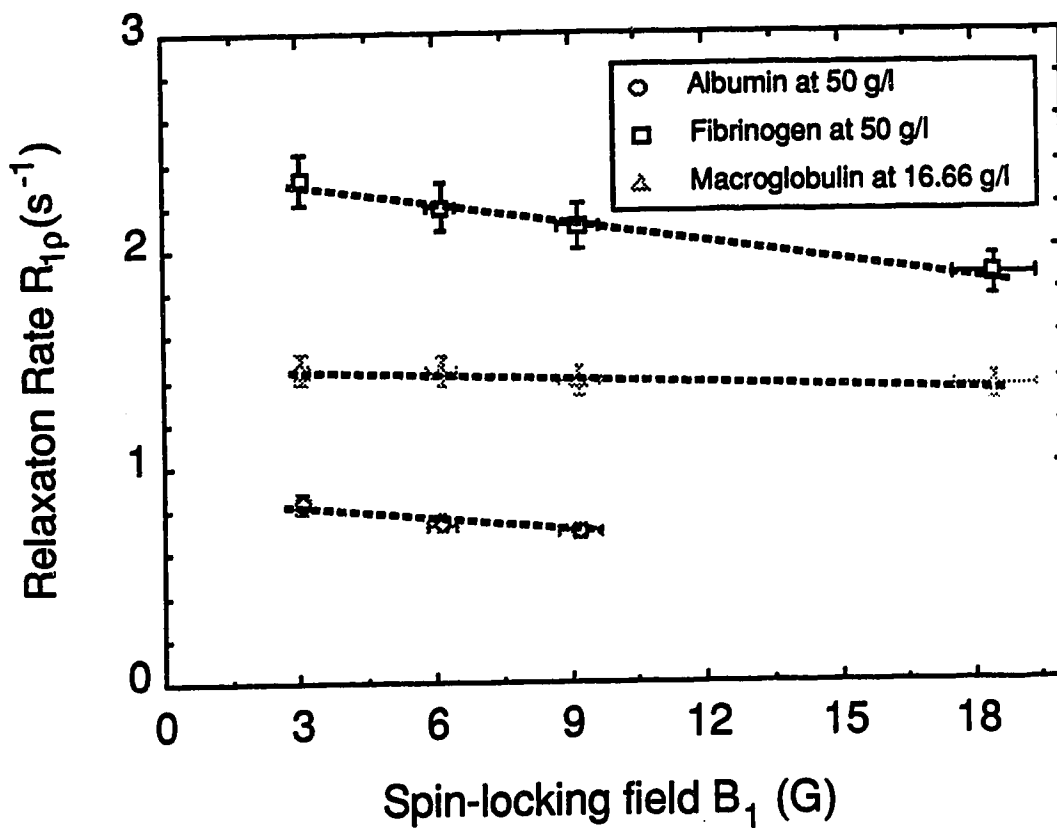 3
2
1
0
Relaxaton Rate R1ρ(s-1)
Albumin at 50 g/l
Fibrinogen at 50 g/l
Macroglobulin at 16.66 g/l
0 3 6 9 12 15 18
Spin-locking field B1 (G)